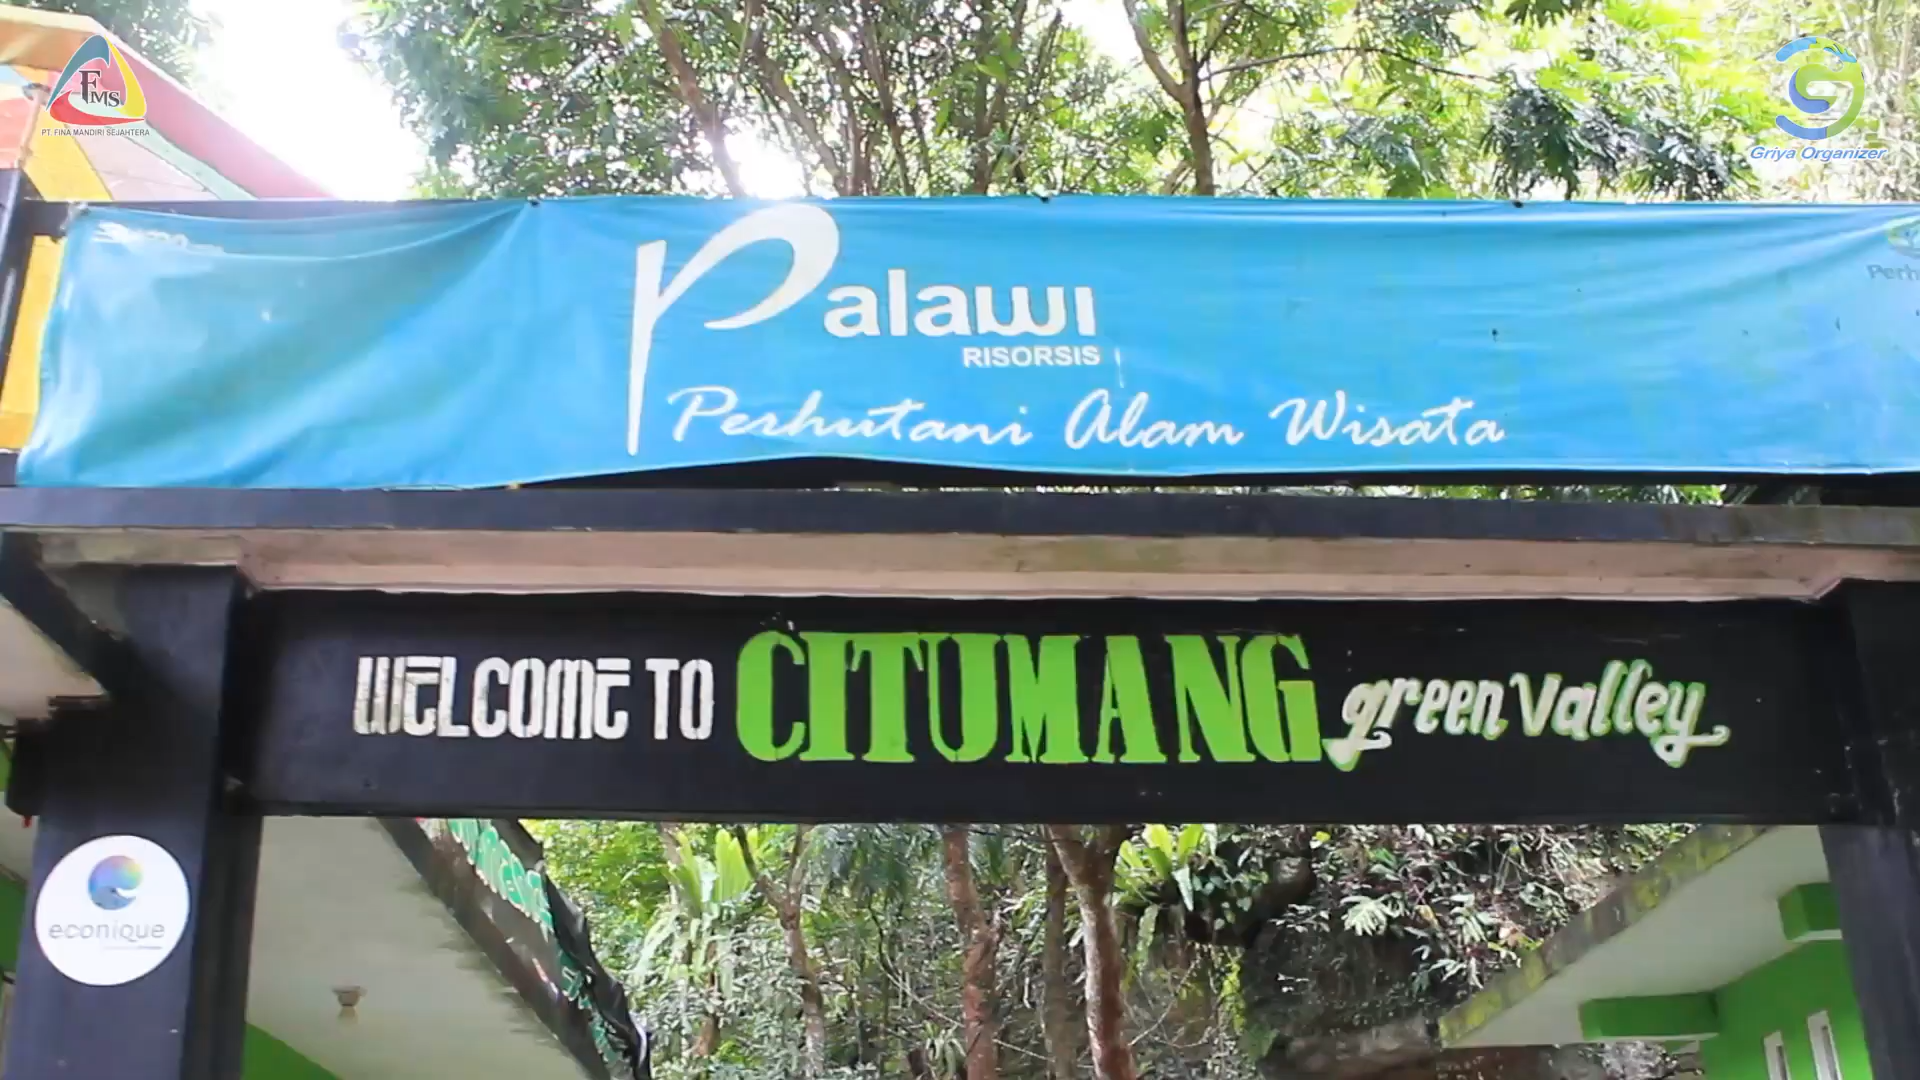 FMS
PT. FINA MANDIRI SEJAHTERA
Griya Organizer
Palawi
RISORSIS
Perhutani Alam Wisata
WELCOME TO CITUMANG green Valley
econique